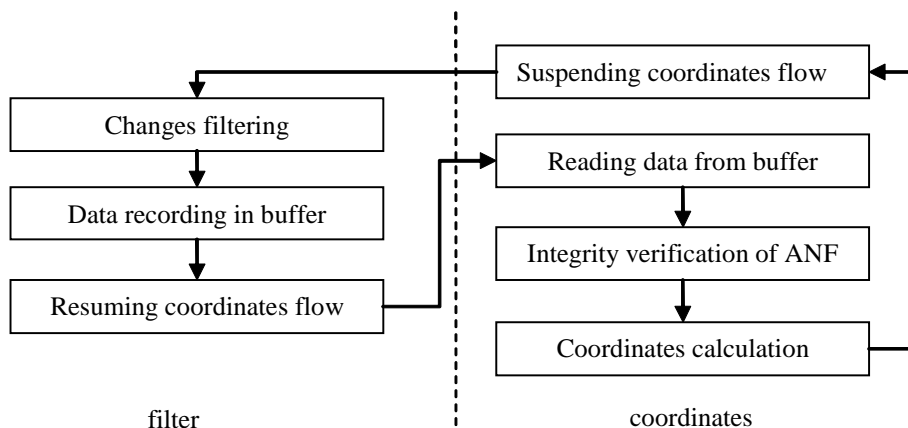 Suspending coordinates flow
Changes filtering
Reading data from buffer
Data recording in buffer
Integrity verification of ANF
Resuming coordinates flow
Coordinates calculation
filter
coordinates